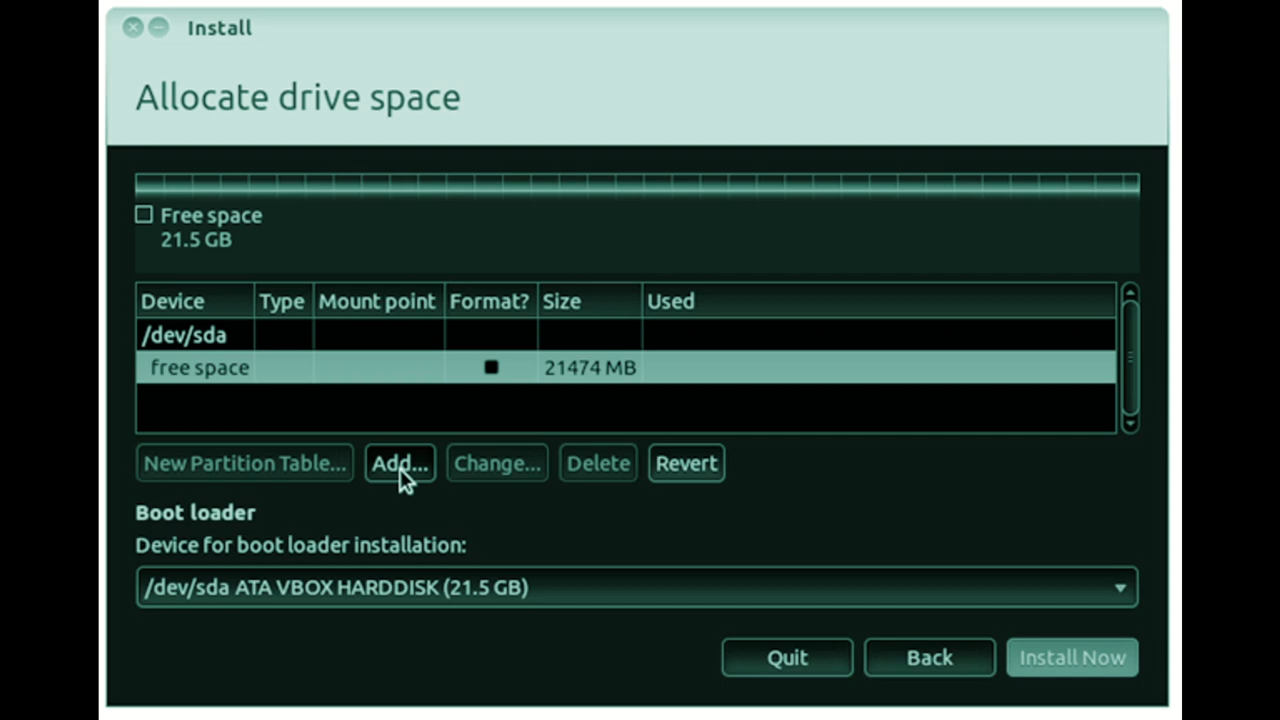 Install
Allocate drive space
Free space
21.5 GB
Device Type Mount point Format? Size Used
/dev/sda
free space 21474 MB
New Partition Table... Add... Change... Delete Revert
Boot loader
Device for boot loader installation:
/dev/sda ATA VBOX HARDDISK (21.5 GB)
Quit Back Install Now